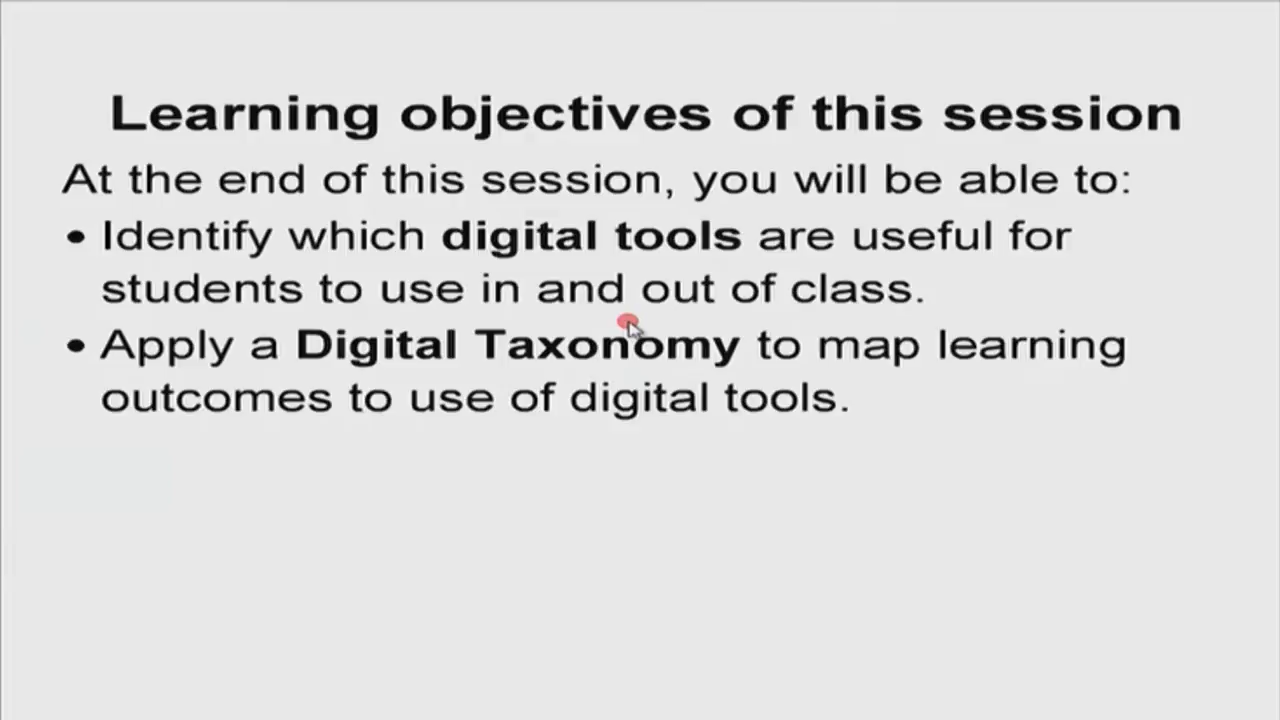 Learning objectives of this session
At the end of this session, you will be able to:
• Identify which digital tools are useful for
students to use in and out of class.
• Apply a Digital Taxonomy to map learning
outcomes to use of digital tools.